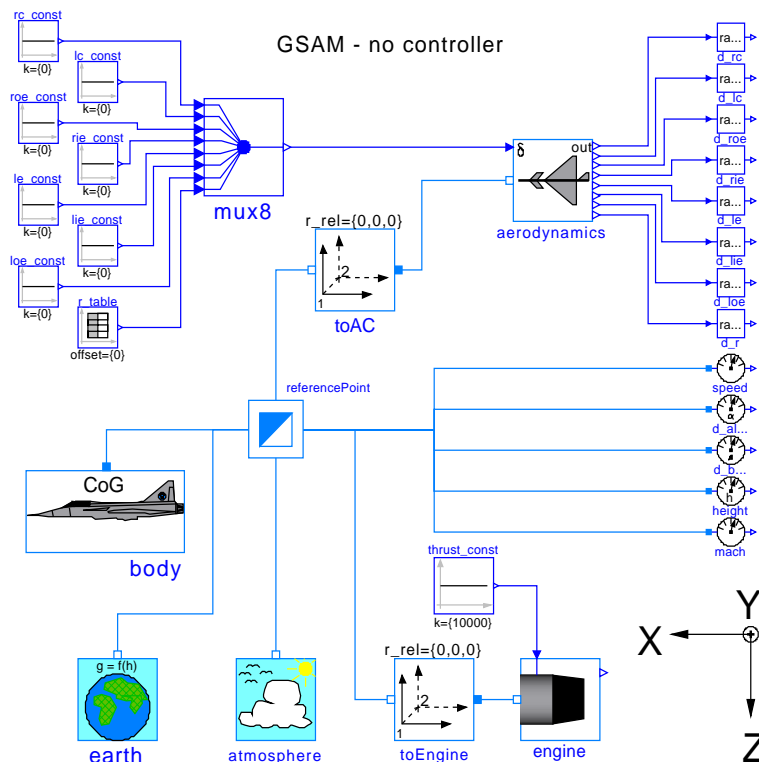 rc_const
k={0}
lc_const
k={0}
roe_const
k={0}
rie_const
k={0}
le_const
k={0}
lie_const
k={0}
loe_const
k={0}
r_table
offset={0}
mux8
GSAM - no controller
δ
out
aerodynamics
r_rel={0,0,0}
2
1
toAC
ra...
d_rc
ra...
d_lc
ra...
d_roe
ra...
d_rie
ra...
d_le
ra...
d_lie
ra...
d_loe
ra...
d_r
referencePoint
speed
α
d_al...
d_b...
h
height
mach
CoG
body
thrust_const
k={10000}
g = f(h)
earth
atmosphere
r_rel={0,0,0}
2
1
toEngine
engine
X
Y
Z